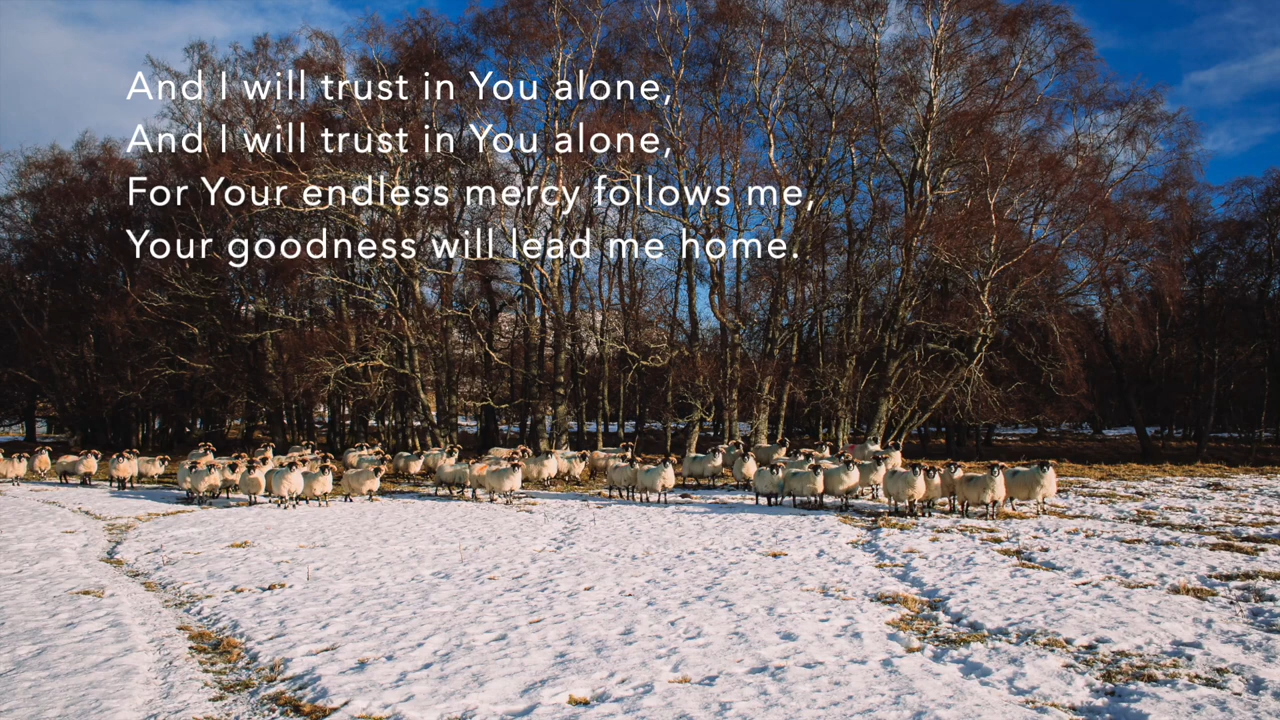 And I will trust in You alone,
And I will trust in You alone,
For Your endless mercy follows me,
Your goodness will lead me home.